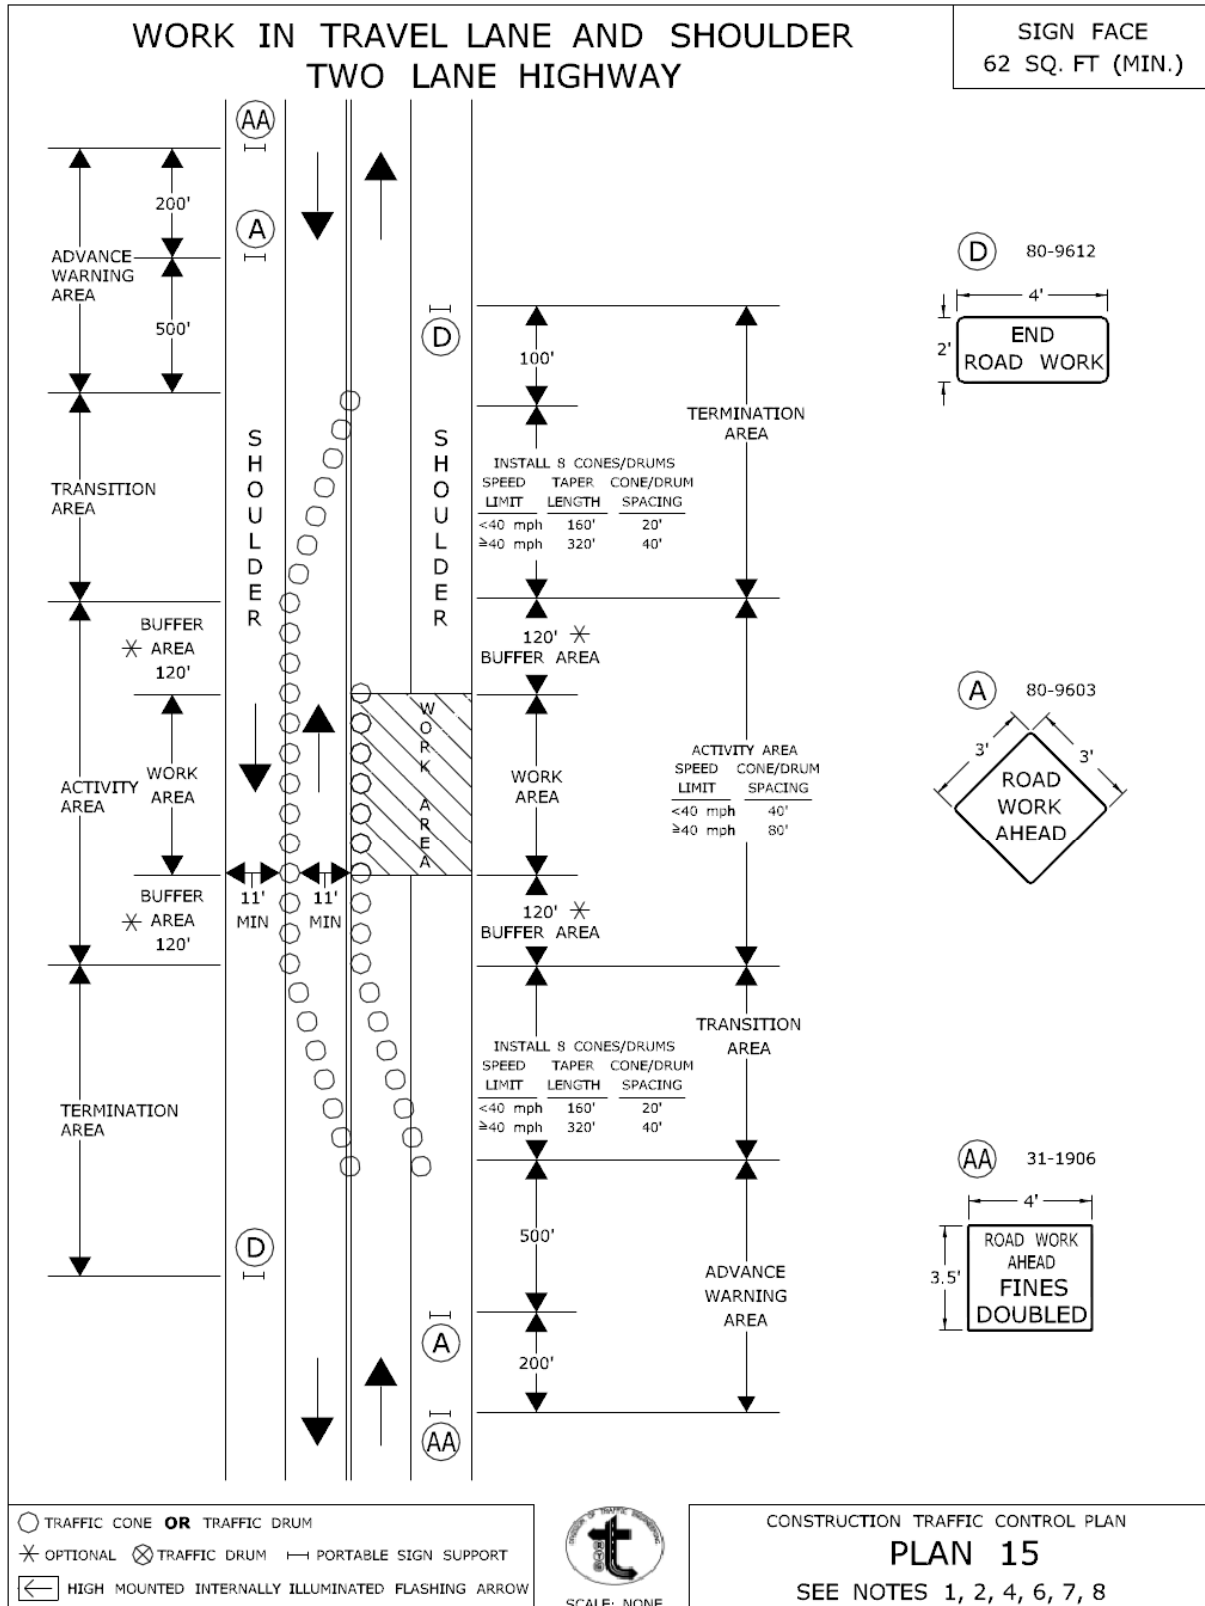 WORK IN TRAVEL LANE AND SHOULDER
TWO LANE HIGHWAY
SIGN FACE
62 SQ. FT (MIN.)
AA
200'
A
ADVANCE
WARNING
AREA
500'
D
100'
TERMINATION
AREA
D 80-9612
4'
2'
END
ROAD WORK
SHOULDER
SHOULDER
TRANSITION
AREA
INSTALL 8 CONES/DRUMS
SPEED TAPER CONE/DRUM
LIMIT LENGTH SPACING
<40 mph 160' 20'
≥40 mph 320' 40'
BUFFER
* AREA
120'
120' *
BUFFER AREA
WORK AREA
ACTIVITY
AREA
WORK
AREA
WORK
AREA
ACTIVITY AREA
SPEED CONE/DRUM
LIMIT SPACING
<40 mph 40'
≥40 mph 80'
A 80-9603
3' 3'
ROAD
WORK
AHEAD
BUFFER
* AREA
120'
11'
MIN
11'
MIN
120' *
BUFFER AREA
TRANSITION
AREA
INSTALL 8 CONES/DRUMS
SPEED TAPER CONE/DRUM
LIMIT LENGTH SPACING
<40 mph 160' 20'
≥40 mph 320' 40'
TERMINATION
AREA
D
500'
ADVANCE
WARNING
AREA
A
200'
AA
AA 31-1906
4'
3.5'
ROAD WORK
AHEAD
FINES
DOUBLED
TRAFFIC CONE OR TRAFFIC DRUM
* OPTIONAL TRAFFIC DRUM PORTABLE SIGN SUPPORT
HIGH MOUNTED INTERNALLY ILLUMINATED FLASHING ARROW
DIVISION OF TRAFFIC ENGINEERING
t
SCALE: NONE
CONSTRUCTION TRAFFIC CONTROL PLAN
PLAN 15
SEE NOTES 1, 2, 4, 6, 7, 8